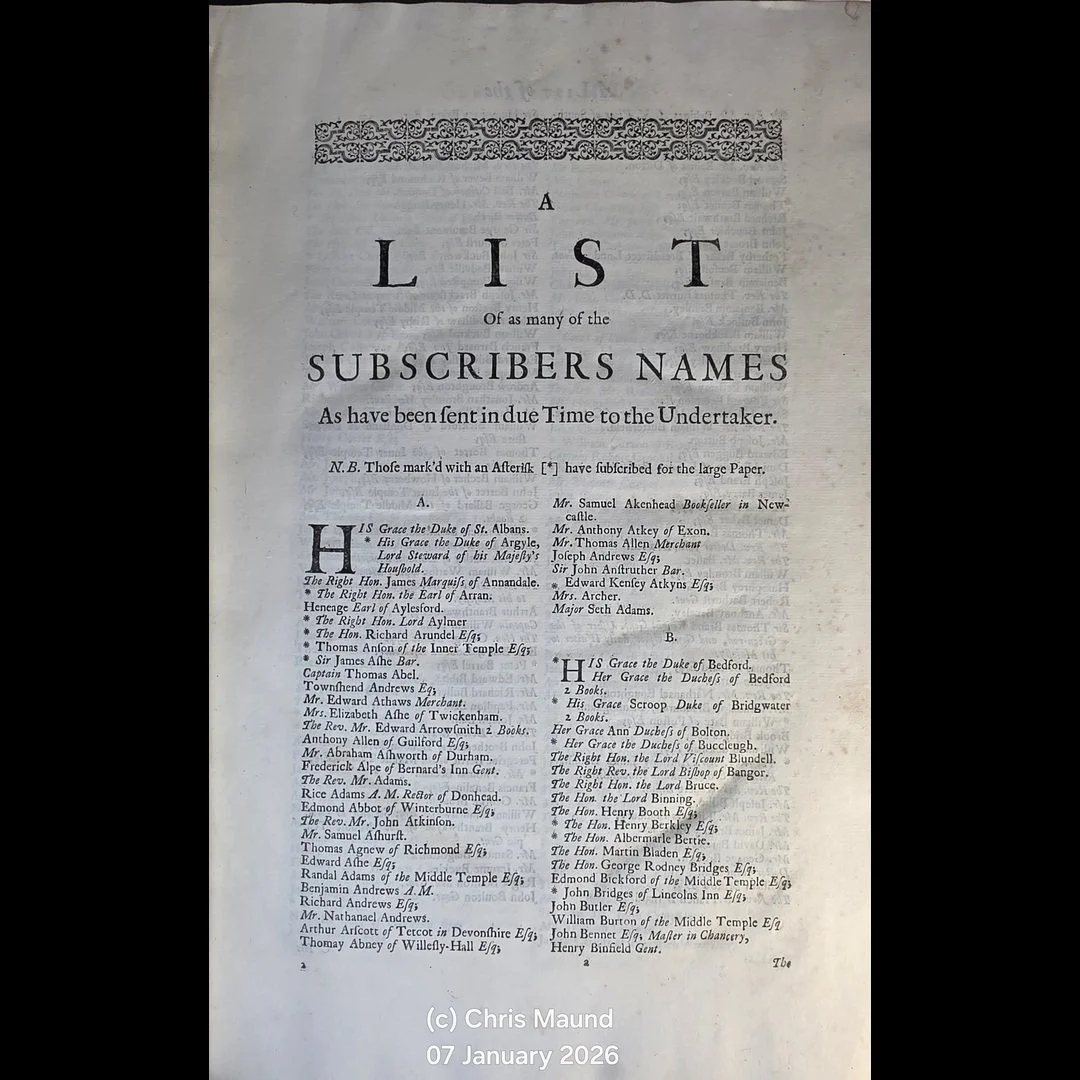 A
LIST
Of as many of the
SUBSCRIBERS NAMES
As have been ſent in due Time to the Undertaker.
N.B. Thoſe mark'd with an Aſteriſk [*] have ſubſcribed for the large Paper.
A.
HIS Grace the Duke of St. Albans.
* His Grace the Duke of Argyle,
Lord Steward of his Majeſty's
Houſhold.
The Right Hon. James Marquiſs of Annandale.
* The Right Hon. the Earl of Arran.
Heneage Earl of Aylesford.
* The Right Hon. Lord Aylmer
* The Hon. Richard Arundel Eſq;
* Thomas Anſon of the Inner Temple Eſq;
* Sir James Aſhe Bar.
Captain Thomas Abel.
Townſhend Andrews Eq;
Mr. Edward Athaws Merchant.
Mrs. Elizabeth Aſhe of Twickenham.
The Rev. Mr. Edward Arrowſmith 2 Books.
Anthony Allen of Guilford Eſq;
Mr. Abraham Aſhworth of Durham.
Frederick Alpe of Bernard's Inn Gent.
The Rev. Mr. Adams.
Rice Adams A. M. Rector of Donhead.
Edmond Abbot of Winterburne Eſq;
The Rev. Mr. John Atkinſon.
Mr. Samuel Aſhurſt.
Thomas Agnew of Richmond Eſq;
Edward Aſhe Eſq;
Randal Adams of the Middle Temple Eſq;
Benjamin Andrews A. M.
Richard Andrews Eſq;
Mr. Nathanael Andrews.
Arthur Arſcott of Tetcot in Devonſhire Eſq;
Thomay Abney of Willeſly-Hall Eſq;
Mr. Samuel Akenhead Bookſeller in New-
caſtle.
Mr. Anthony Atkey of Exon.
Mr. Thomas Allen Merchant
Joſeph Andrews Eſq;
Sir John Anſtruther Bar.
* Edward Kenſey Atkyns Eſq;
Mrs. Archer.
Major Seth Adams.
B.
* HIS Grace the Duke of Bedford.
Her Grace the Ducheſs of Bedford
2 Books.
* His Grace Scroop Duke of Bridgwater
2 Books.
Her Grace Ann Ducheſs of Bolton.
* Her Grace the Ducheſs of Buccleugh.
The Right Hon. the Lord Viſcount Blundell.
The Right Rev. the Lord Biſhop of Bangor.
The Right Hon. the Lord Bruce.
The Hon. the Lord Binning.
The Hon. Henry Booth Eſq;
* The Hon. Henry Berkley Eſq;
* The Hon. Albermarle Bertie.
The Hon. Martin Bladen Eſq;
The Hon. George Rodney Bridges Eſq;
Edmond Bickford of the Middle Temple Eſq;
* John Bridges of Lincolns Inn Eſq;
John Butler Eſq;
William Burton of the Middle Temple Eſq
John Bennet Eſq; Maſter in Chancery,
Henry Binfield Gent.
a
a
The
(c) Chris Maund
07 January 2026